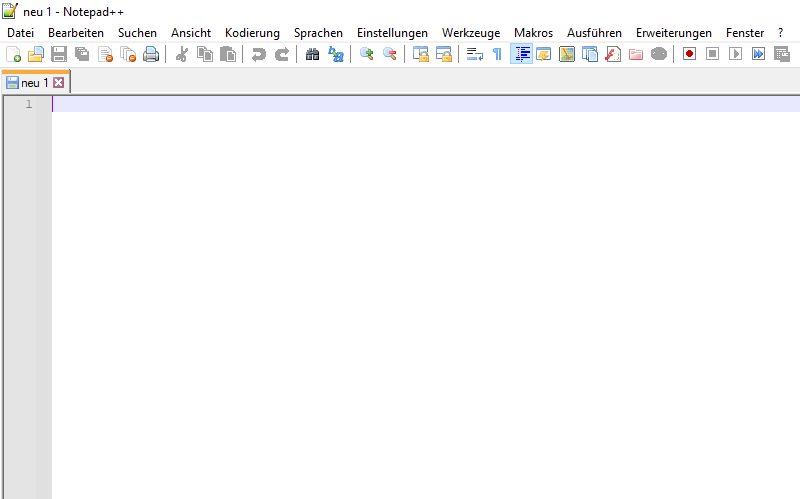 neu 1 - Notepad++
Datei Bearbeiten Suchen Ansicht Kodierung Sprachen Einstellungen Werkzeuge Makros Ausführen Erweiterungen Fenster ?
neu 1
1